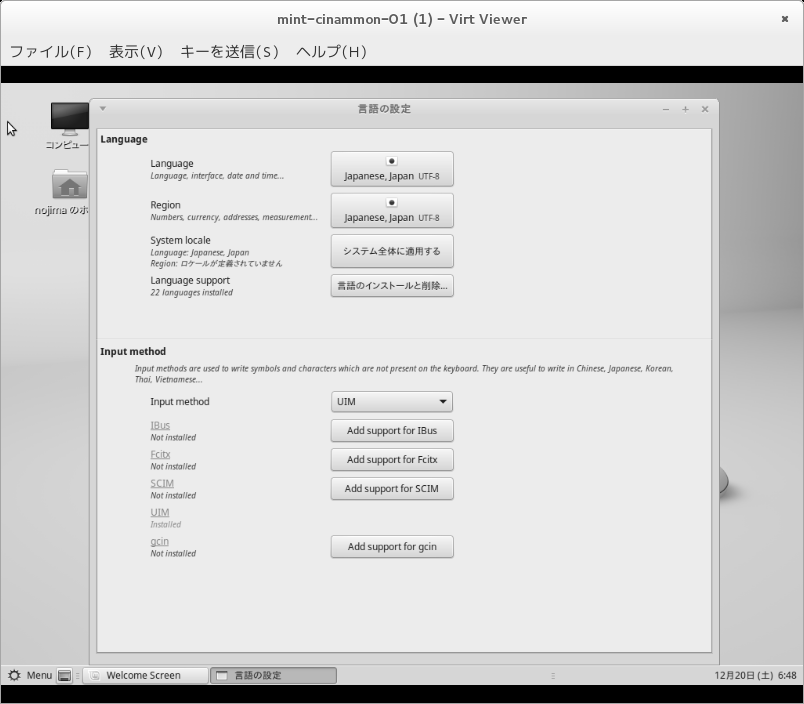 mint-cinammon-01 (1) - Virt Viewer
ファイル(F) 表示(V) キーを送信(S) ヘルプ(H)
コンピュー
nojima のホ
言語の設定
Language
Language
Language, interface, date and time...
Japanese, Japan UTF-8
Region
Numbers, currency, addresses, measurement...
Japanese, Japan UTF-8
System locale
Language: Japanese, Japan
Region: ロケールが定義されていません
システム全体に適用する
Language support
22 languages installed
言語のインストールと削除...
Input method
Input methods are used to write symbols and characters which are not present on the keyboard. They are useful to write in Chinese, Japanese, Korean,
Thai, Vietnamese...
Input method
UIM
IBus
Not installed
Add support for IBus
Fcitx
Not installed
Add support for Fcitx
SCIM
Not installed
Add support for SCIM
UIM
Installed
gcin
Not installed
Add support for gcin
Menu
Welcome Screen
言語の設定
12月20日 (土) 6:48